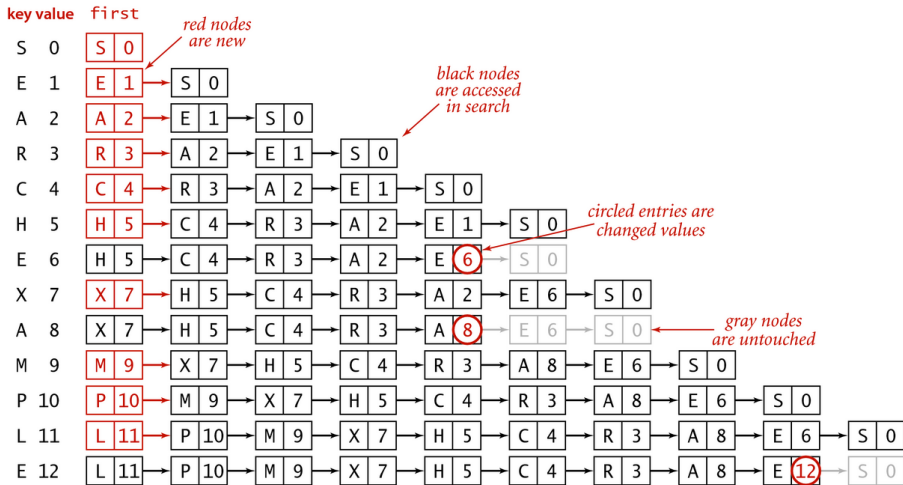 key value first
red nodes
are new
S 0 S 0
E 1 E 1 S 0
black nodes
are accessed
in search
A 2 A 2 E 1 S 0
R 3 R 3 A 2 E 1 S 0
C 4 C 4 R 3 A 2 E 1 S 0
H 5 H 5 C 4 R 3 A 2 E 1 S 0
circled entries are
changed values
E 6 H 5 C 4 R 3 A 2 E 6 S 0
X 7 X 7 H 5 C 4 R 3 A 2 E 6 S 0
A 8 X 7 H 5 C 4 R 3 A 8 E 6 S 0
gray nodes
are untouched
M 9 M 9 X 7 H 5 C 4 R 3 A 8 E 6 S 0
P 10 P 10 M 9 X 7 H 5 C 4 R 3 A 8 E 6 S 0
L 11 L 11 P 10 M 9 X 7 H 5 C 4 R 3 A 8 E 6 S 0
E 12 L 11 P 10 M 9 X 7 H 5 C 4 R 3 A 8 E 12 S 0